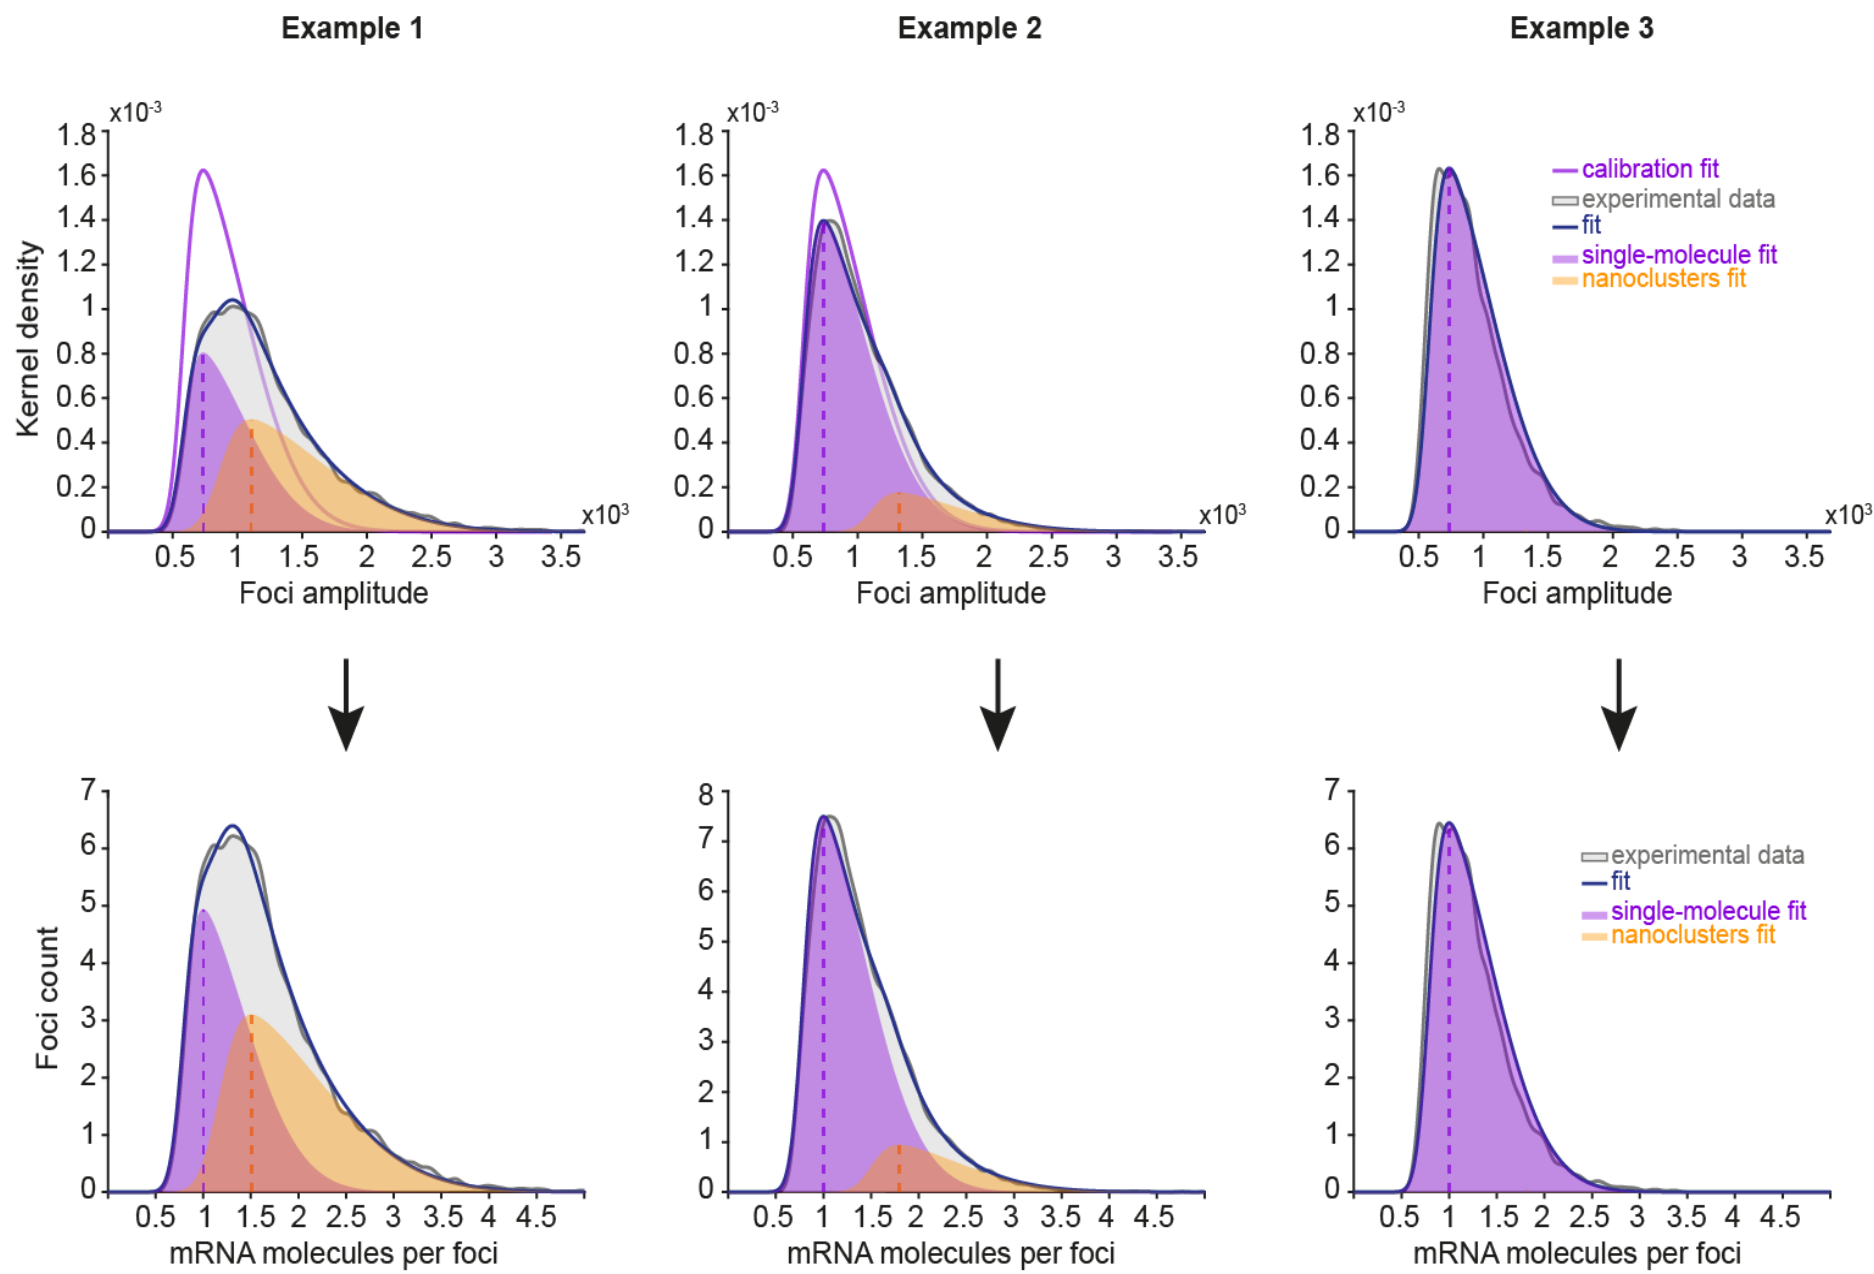 Example 1
Example 2
Example 3
x10-3
x10-3
x10-3
1.8
1.6
1.4
1.2
1
0.8
0.6
0.4
0.2
0
Kernel density
0.5 1 1.5 2 2.5 3 3.5
x103
Foci amplitude
1.8
1.6
1.4
1.2
1
0.8
0.6
0.4
0.2
0
0.5 1 1.5 2 2.5 3 3.5
x103
Foci amplitude
1.8
1.6
1.4
1.2
1
0.8
0.6
0.4
0.2
0
calibration fit
experimental data
fit
single-molecule fit
nanoclusters fit
0.5 1 1.5 2 2.5 3 3.5
x103
Foci amplitude
7
6
5
4
3
2
1
0
Foci count
0.5 1 1.5 2 2.5 3 3.5 4 4.5
mRNA molecules per foci
8
7
6
5
4
3
2
1
0
0.5 1 1.5 2 2.5 3 3.5 4 4.5
mRNA molecules per foci
7
6
5
4
3
2
1
0
experimental data
fit
single-molecule fit
nanoclusters fit
0.5 1 1.5 2 2.5 3 3.5 4 4.5
mRNA molecules per foci